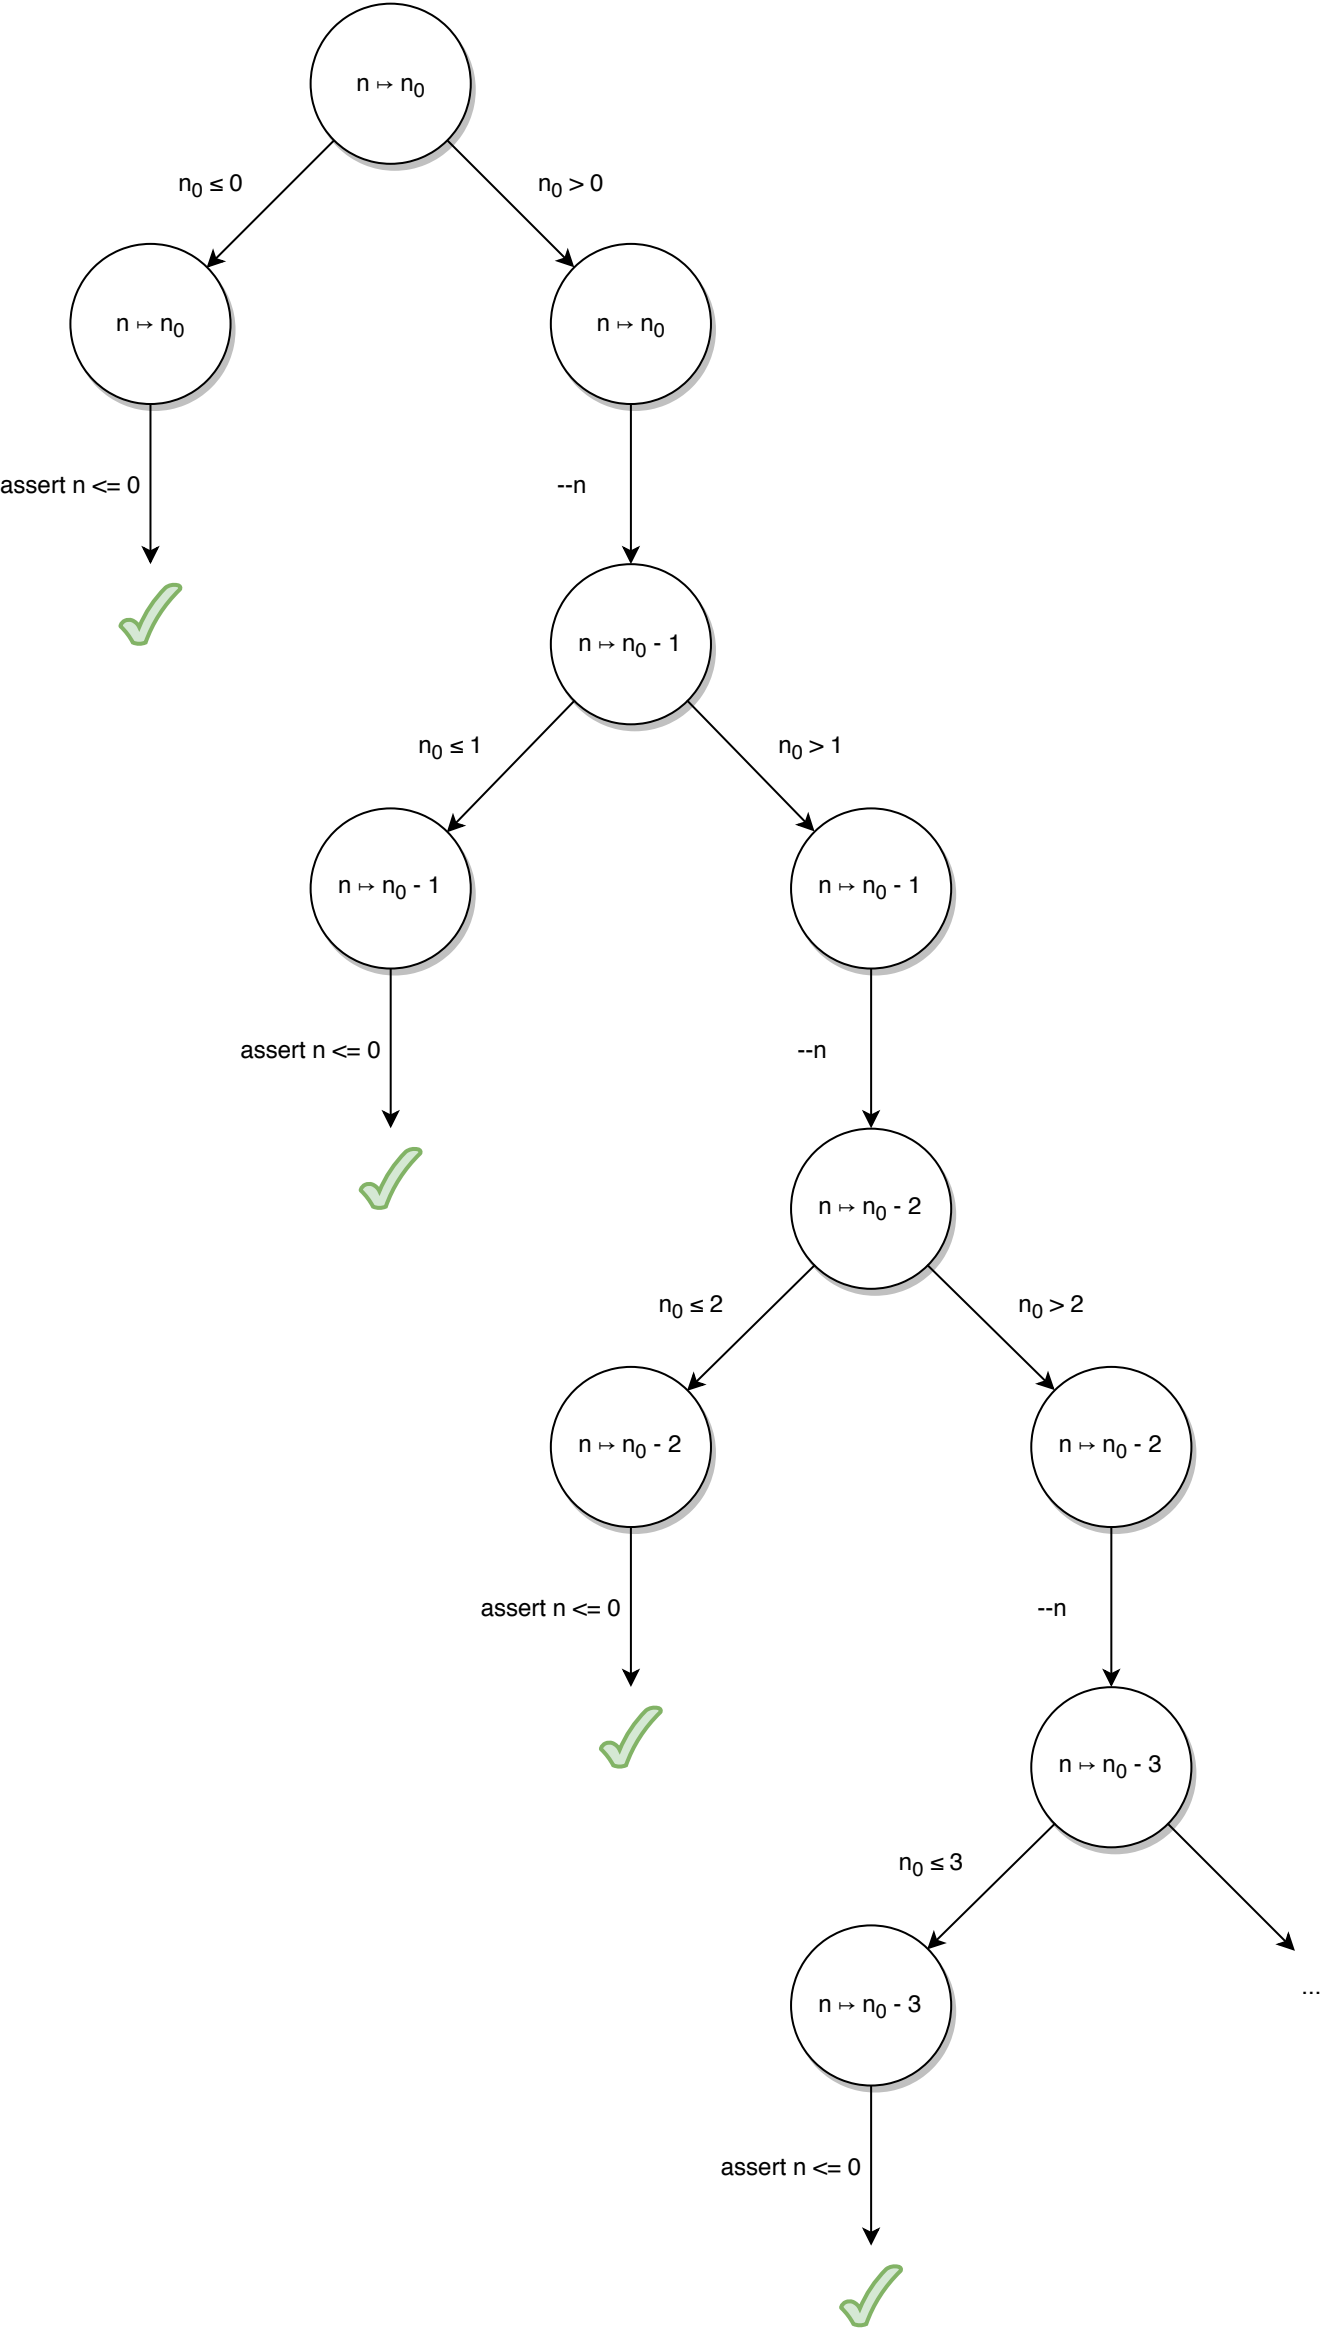 n ↦ n₀
n₀ ≤ 0
n₀ > 0
n ↦ n₀
n ↦ n₀
assert n <= 0
--n
n ↦ n₀ - 1
n₀ ≤ 1
n₀ > 1
n ↦ n₀ - 1
n ↦ n₀ - 1
assert n <= 0
--n
n ↦ n₀ - 2
n₀ ≤ 2
n₀ > 2
n ↦ n₀ - 2
n ↦ n₀ - 2
assert n <= 0
--n
n ↦ n₀ - 3
n₀ ≤ 3
...
n ↦ n₀ - 3
assert n <= 0